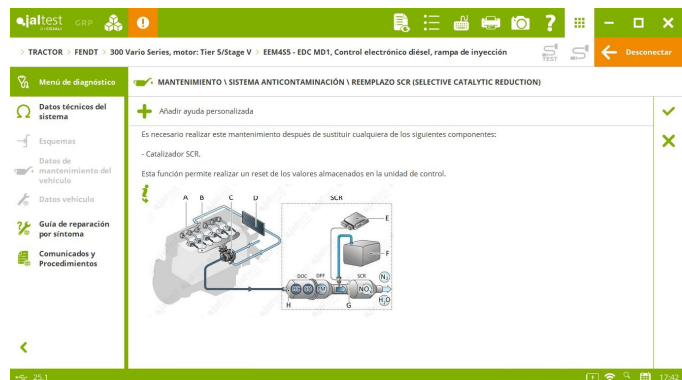 jaltest GRP
TRACTOR > FENDT > 300 Vario Series, motor: Tier 5/Stage V > EEM4S5 - EDC MD1, Control electrónico diésel, rampa de inyección
TEST
Desconectar
Menú de diagnóstico
MANTENIMIENTO \ SISTEMA ANTICONTAMINACIÓN \ REEMPLAZO SCR (SELECTIVE CATALYTIC REDUCTION)
Datos técnicos del
sistema
Esquemas
Datos de
mantenimiento del
vehículo
Datos vehículo
Guía de reparación
por síntoma
Comunicados y
Procedimientos
Añadir ayuda personalizada
Es necesario realizar este mantenimiento después de sustituir cualquiera de los siguientes componentes:
- Catalizador SCR.
Esta función permite realizar un reset de los valores almacenados en la unidad de control.
A B C D SCR
E
F
DOC DPF SCR N₂
NO₂
H₂O
H G
25.1
17:42